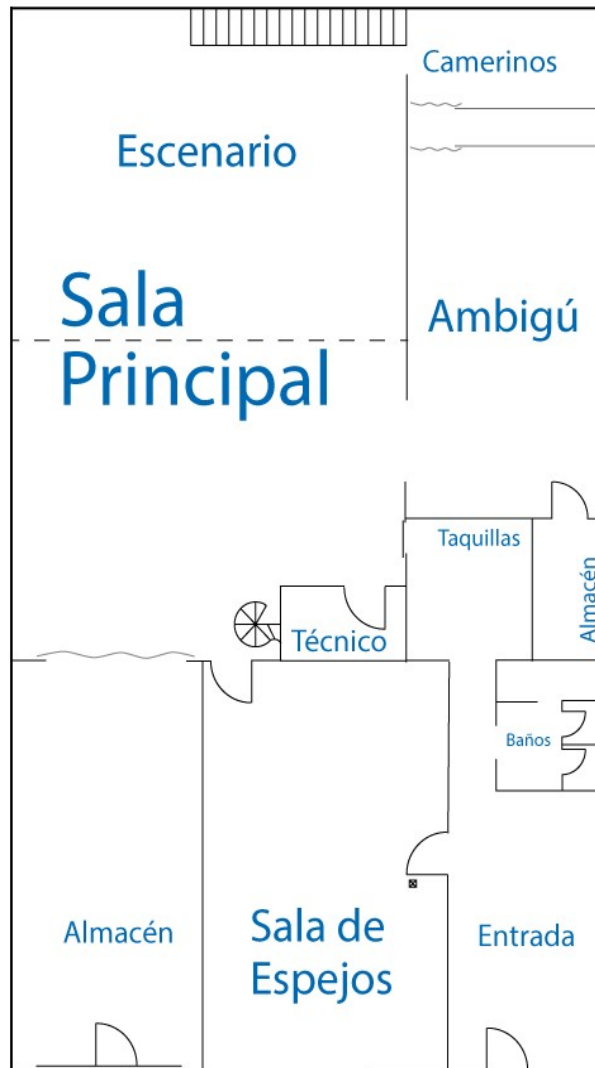 Camerinos
Escenario
Sala
Principal
Ambigú
Taquillas
Almacén
Técnico
Baños
Almacén
Sala de
Espejos
Entrada